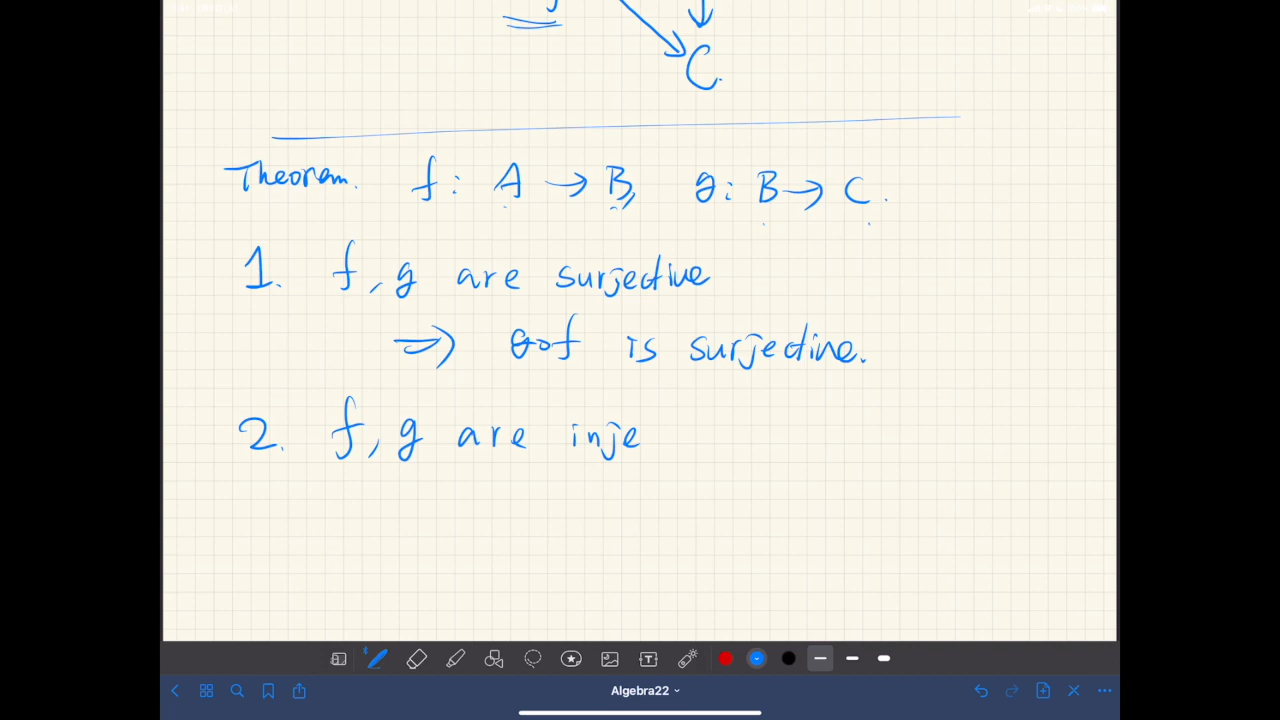 C.
Theorem. f: A → B, g: B → C.
1. f, g are surjective
⇒ g∘f is surjective.
2. f, g are inje
Algebra22